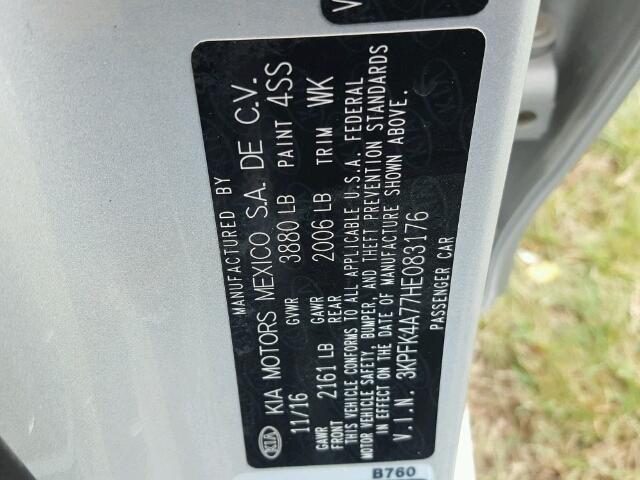 MANUFACTURED BY
KIA KIA MOTORS MEXICO S.A. DE C.V.
11/16 GVWR 3880 LB PAINT 4SS
GAWR FRONT 2161 LB GAWR REAR 2006 LB TRIM WK
THIS VEHICLE CONFORMS TO ALL APPLICABLE U.S.A. FEDERAL
MOTOR VEHICLE SAFETY, BUMPER, AND THEFT PREVENTION STANDARDS
IN EFFECT ON THE DATE OF MANUFACTURE SHOWN ABOVE.
V.I.N. 3KPFK4A77HE083176
PASSENGER CAR
B760